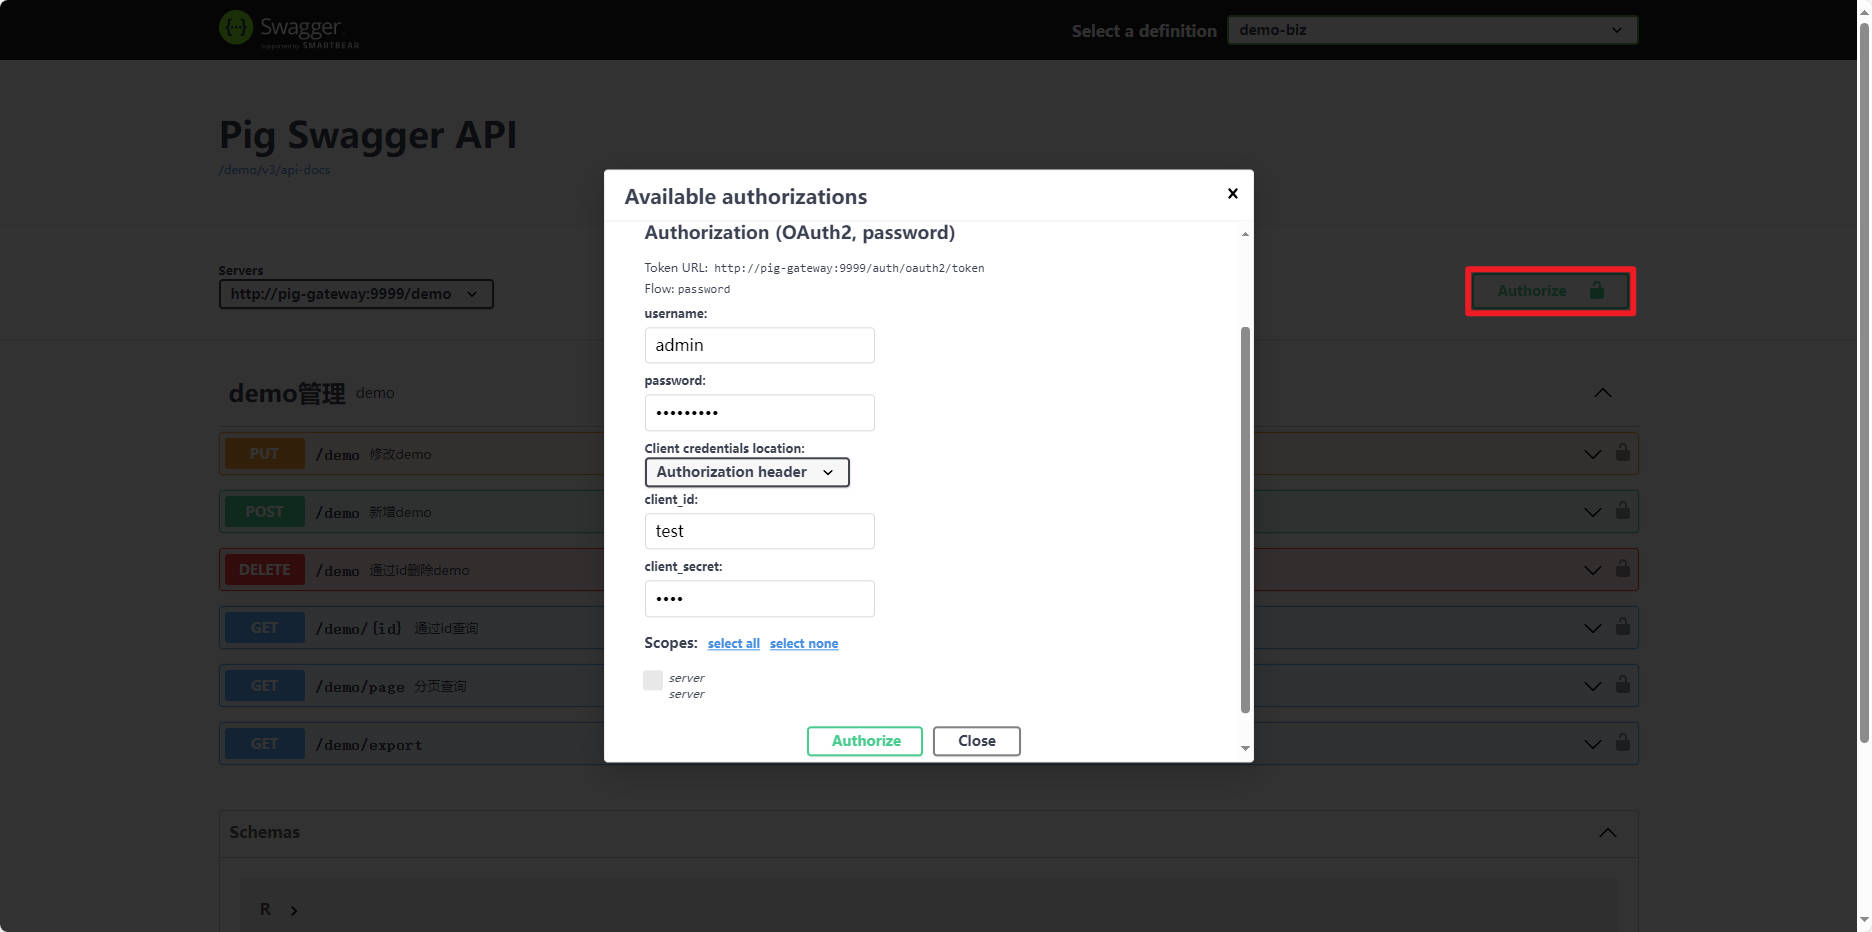 Swagger
Supported by SMARTBEAR
Select a definition
demo-biz
Pig Swagger API
/demo/v3/api-docs
Available authorizations
Authorization (OAuth2, password)
Token URL: http://pig-gateway:9999/auth/oauth2/token
Flow: password
username:
admin
password:
•••••••••
Client credentials location:
Authorization header
client_id:
test
client_secret:
••••
Scopes: select all select none
server
server
Authorize
Close
Servers
http://pig-gateway:9999/demo
Authorize
demo管理 demo
PUT /demo 修改demo
POST /demo 新增demo
DELETE /demo 通过id删除demo
GET /demo/{id} 通过id查询
GET /demo/page 分页查询
GET /demo/export
Schemas
R